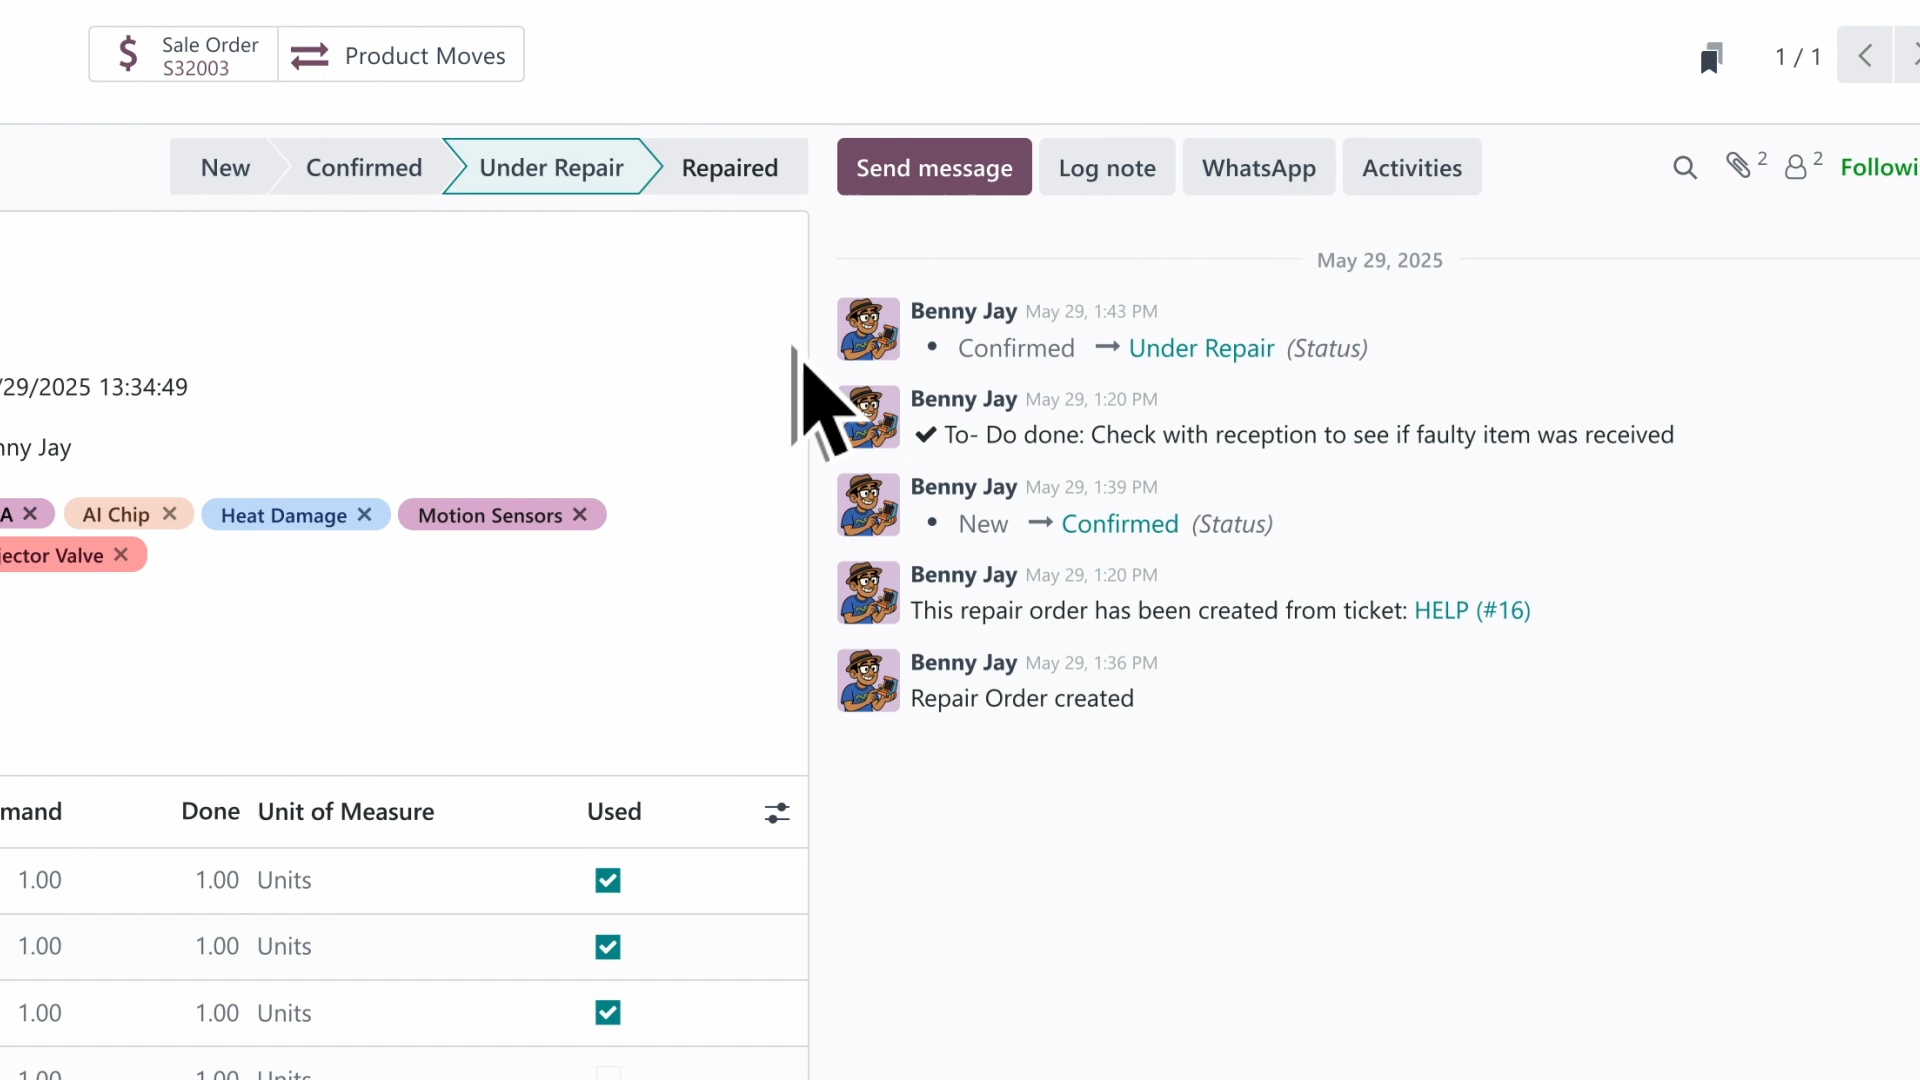 Sale Order
S32003
Product Moves
1 / 1
New
Confirmed
Under Repair
Repaired
Send message
Log note
WhatsApp
Activities
2
2
Followi
May 29, 2025
/29/2025 13:34:49
nny Jay
A
AI Chip
Heat Damage
Motion Sensors
jector Valve
Benny Jay May 29, 1:43 PM
• Confirmed → Under Repair (Status)
Benny Jay May 29, 1:20 PM
✔ To- Do done: Check with reception to see if faulty item was received
Benny Jay May 29, 1:39 PM
• New → Confirmed (Status)
Benny Jay May 29, 1:20 PM
This repair order has been created from ticket: HELP (#16)
Benny Jay May 29, 1:36 PM
Repair Order created
mand Done Unit of Measure Used
1.00 1.00 Units
1.00 1.00 Units
1.00 1.00 Units
1.00 1.00 Units